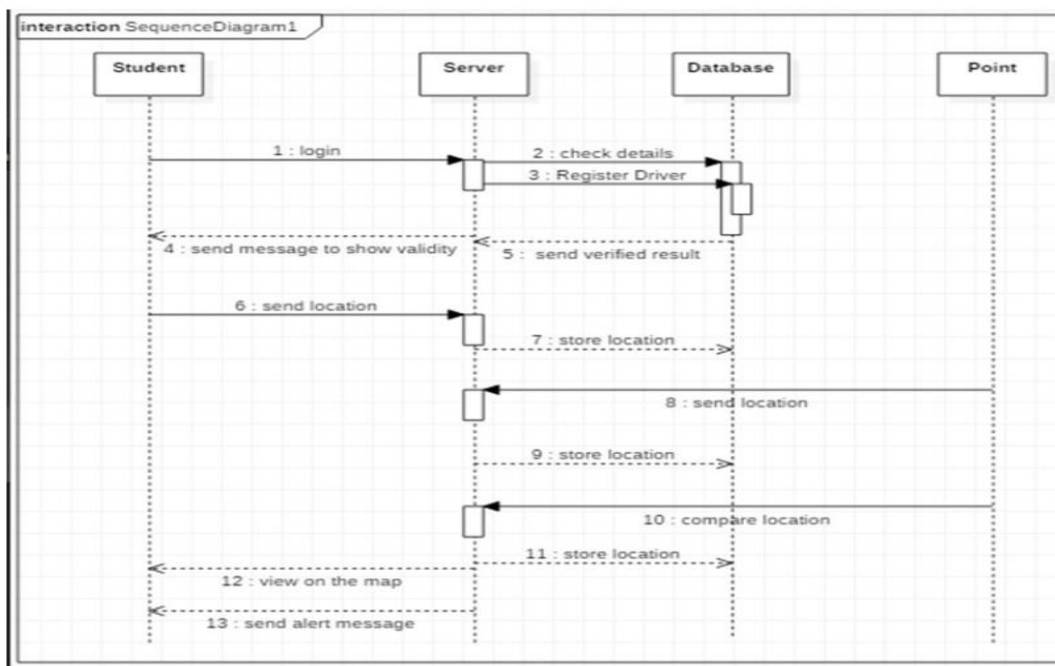 interaction SequenceDiagram1
Student
Server
Database
Point
1 : login
2 : check details
3 : Register Driver
4 : send message to show validity
5 : send verified result
6 : send location
7 : store location
8 : send location
9 : store location
10 : compare location
11 : store location
12 : view on the map
13 : send alert message